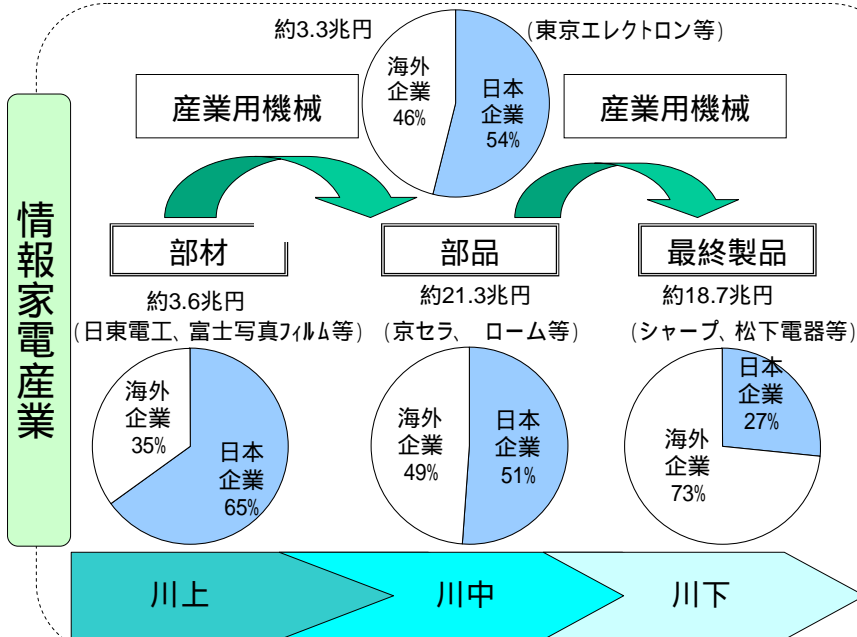 約3.3兆円
(東京エレクトロン等)
海外
企業
46%
日本
企業
54%
産業用機械
産業用機械
情報家電産業
部材
部品
最終製品
約3.6兆円
約21.3兆円
約18.7兆円
(日東電工、富士写真フィルム等)
(京セラ、 ローム等)
(シャープ、松下電器等)
海外
企業
35%
日本
企業
65%
海外
企業
49%
日本
企業
51%
日本
企業
27%
海外
企業
73%
川上
川中
川下